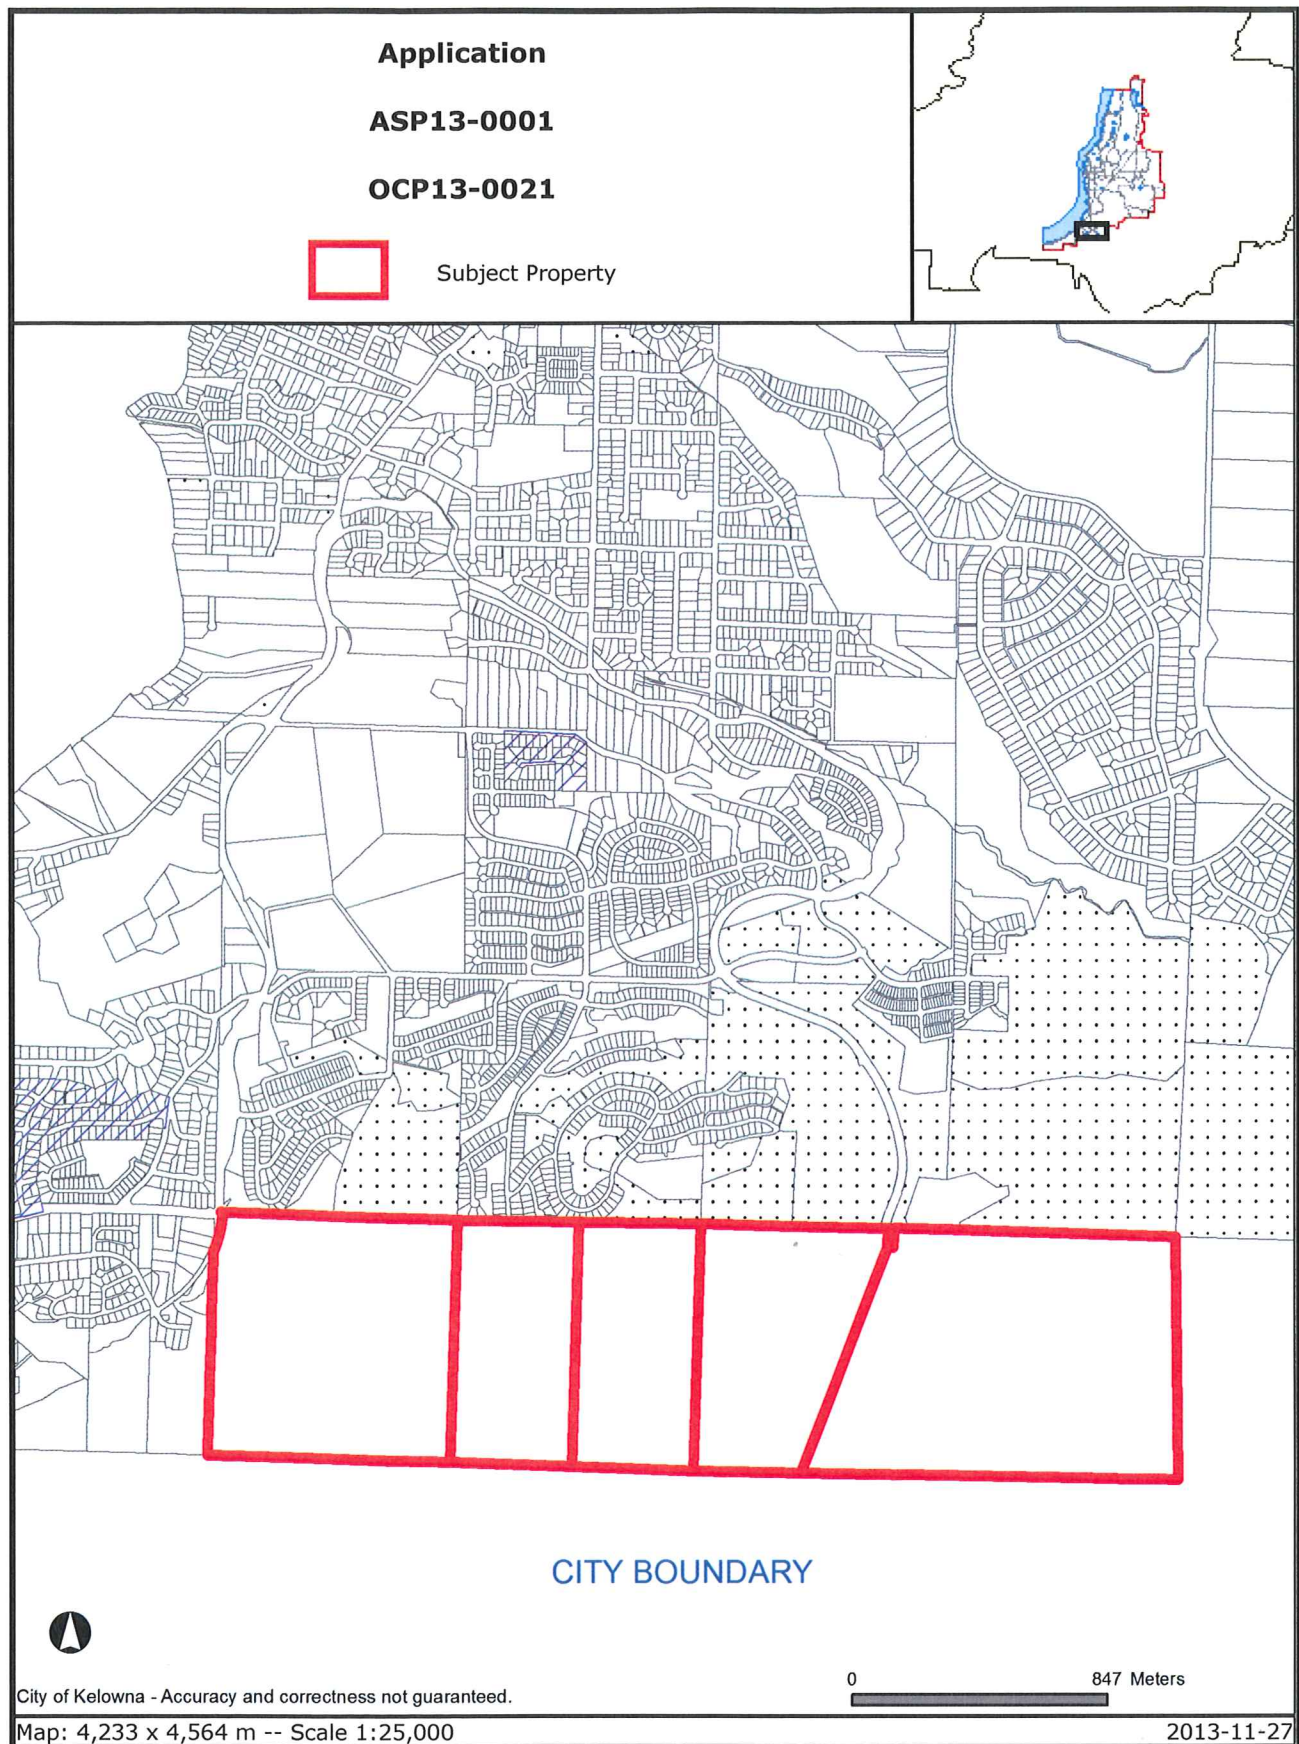 Application
ASP13-0001
OCP13-0021
Subject Property
CITY BOUNDARY
0 847 Meters
City of Kelowna - Accuracy and correctness not guaranteed.
Map: 4,233 x 4,564 m -- Scale 1:25,000 2013-11-27